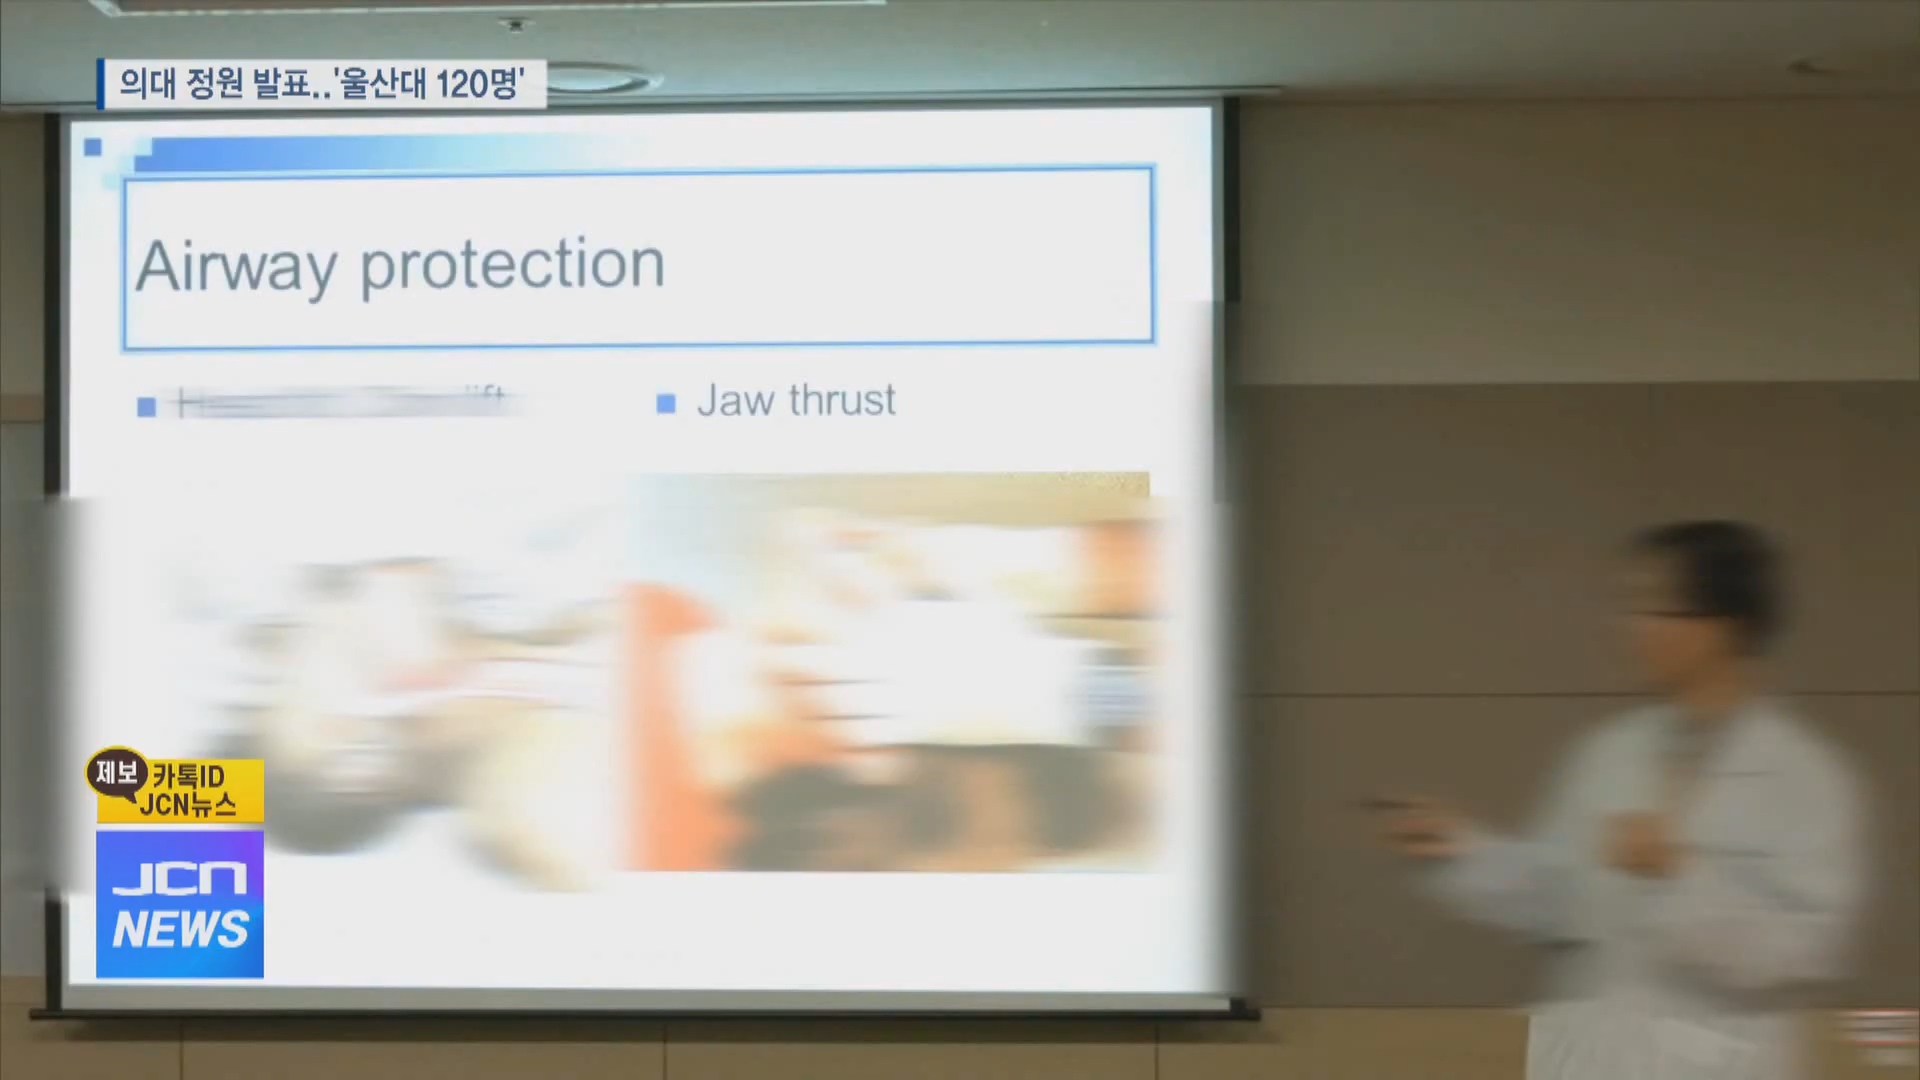 의대 정원 발표..'울산대 120명'
Airway protection
Jaw thrust
제보 카톡ID
JCN뉴스
JCN
NEWS